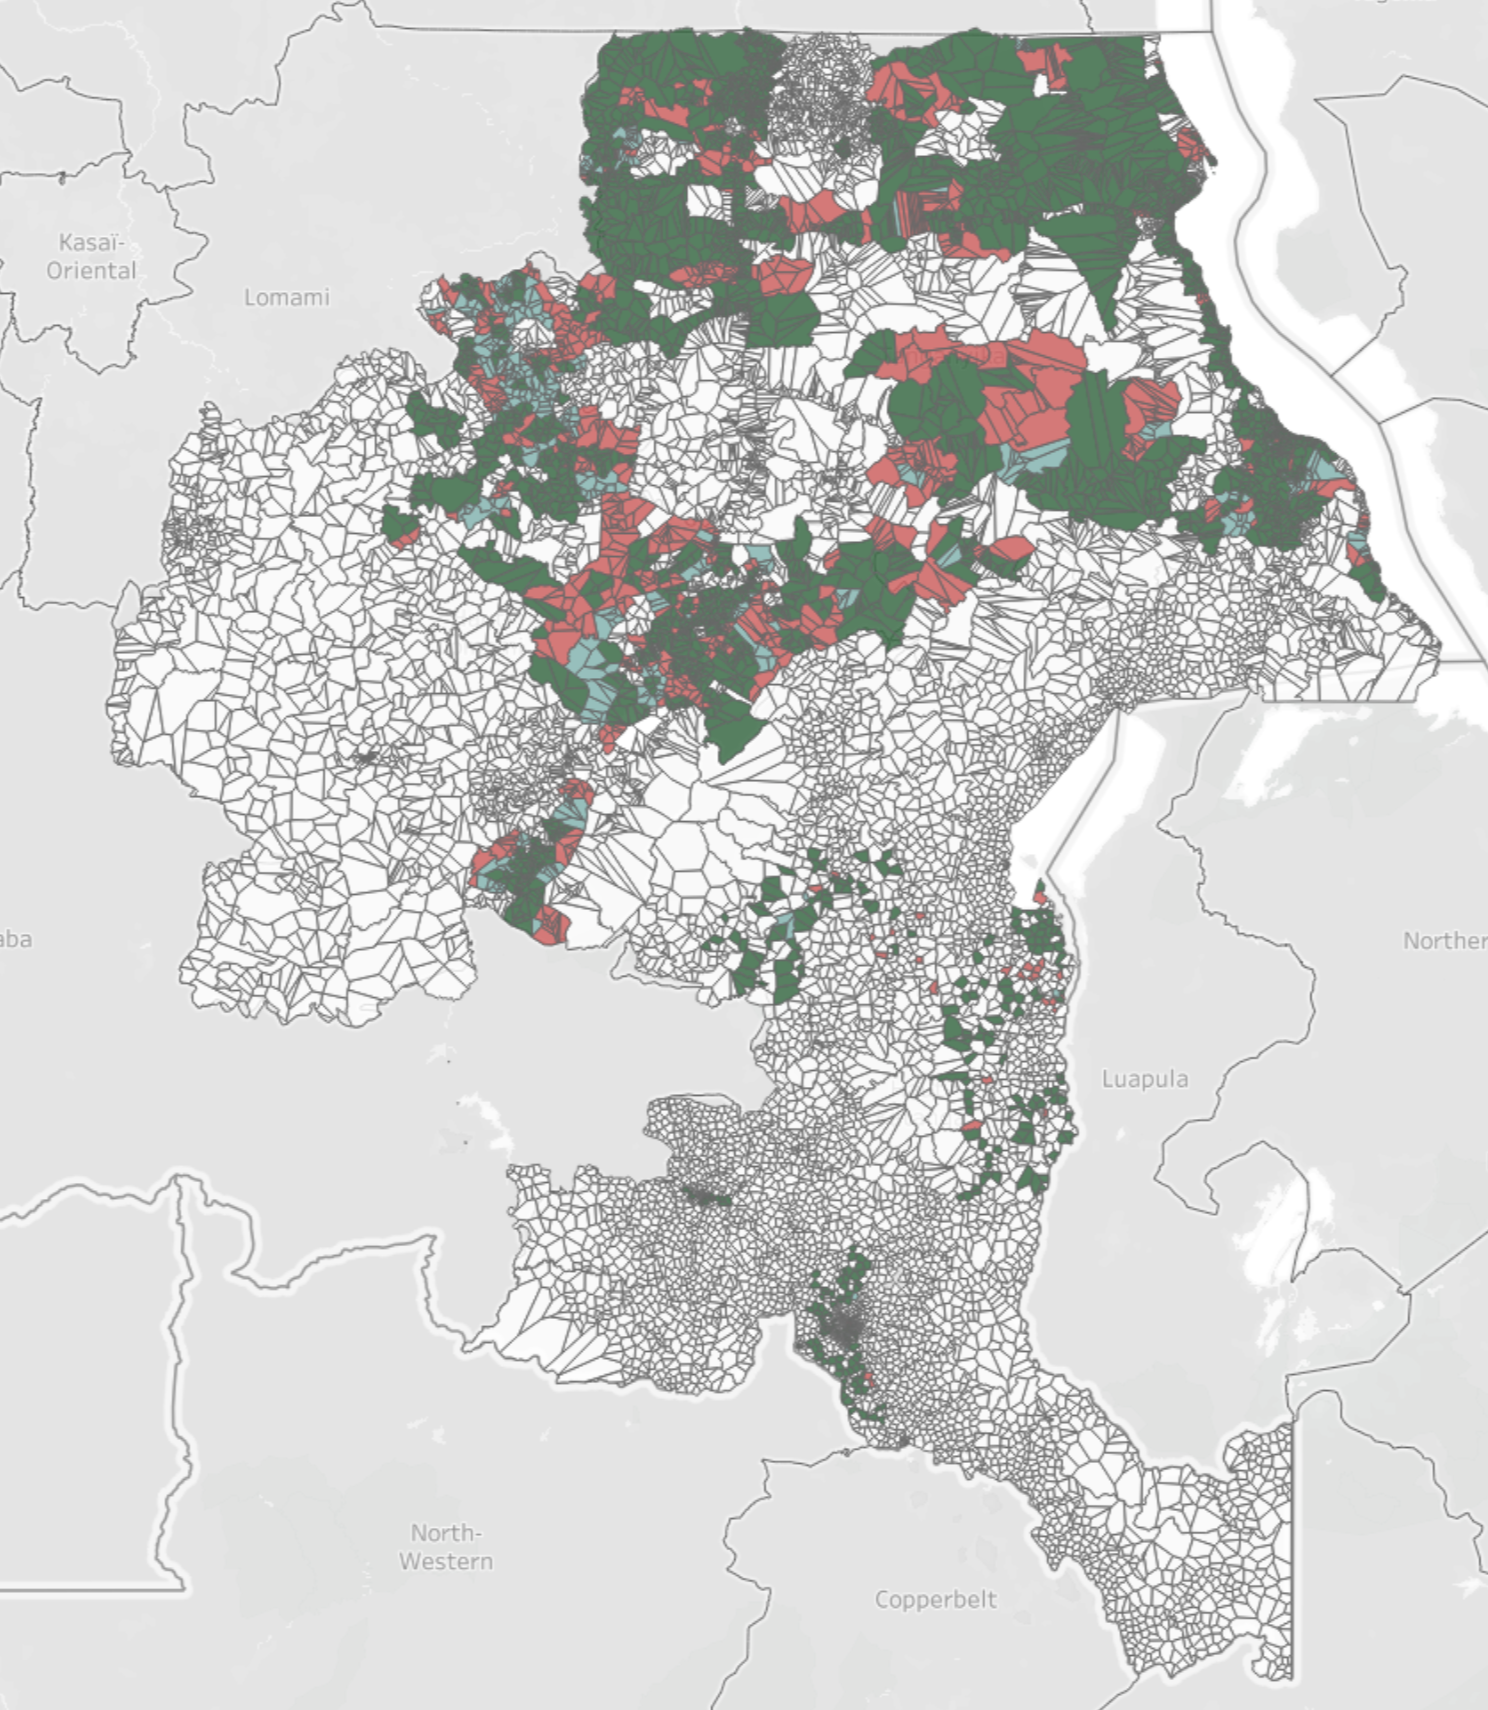 Kasaï-
Oriental
Lomami
aba
Norther
Luapula
North-
Western
Copperbelt